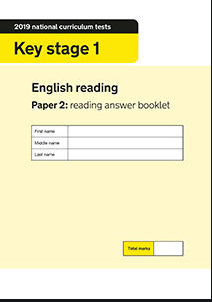 2019 national curriculum tests
Key stage 1
English reading
Paper 2: reading answer booklet
First name
Middle name
Last name
Total marks